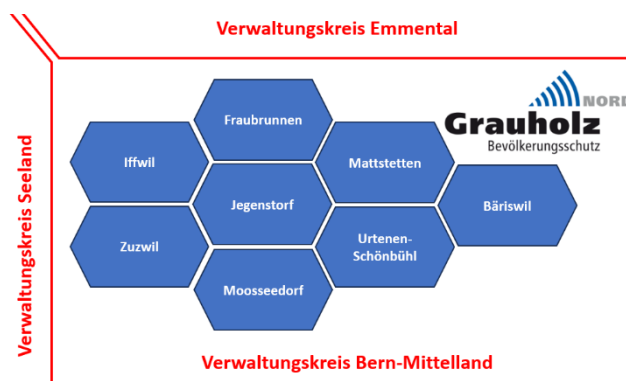 Verwaltungskreis Emmental
NORD
Grauholz
Bevölkerungsschutz
Verwaltungskreis Seeland
Fraubrunnen
Iffwil
Mattstetten
Jegenstorf
Bäriswil
Zuzwil
Urtenen-
Schönbühl
Moosseedorf
Verwaltungskreis Bern-Mittelland